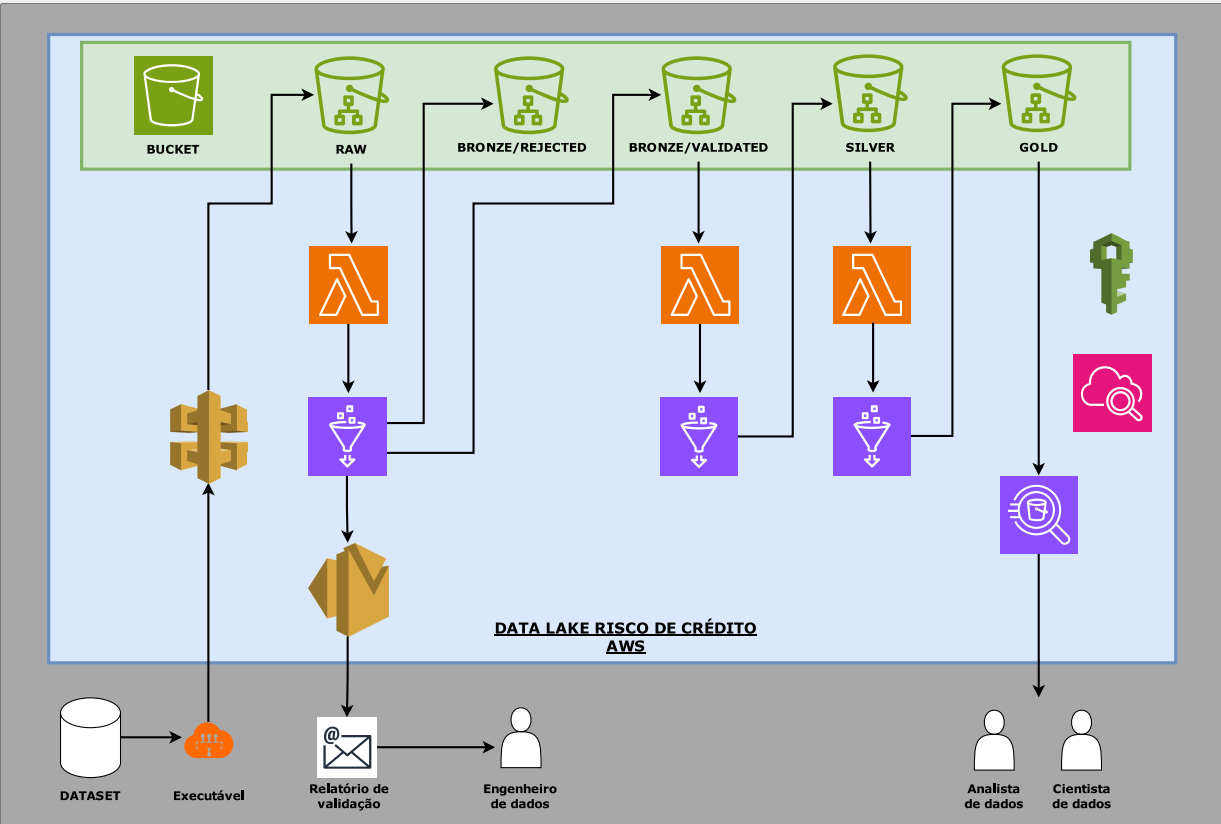 BUCKET
RAW
BRONZE/REJECTED
BRONZE/VALIDATED
SILVER
GOLD
DATA LAKE RISCO DE CRÉDITO
AWS
@
DATASET
Executável
Relatório de
validação
Engenheiro
de dados
Analista
de dados
Cientista
de dados